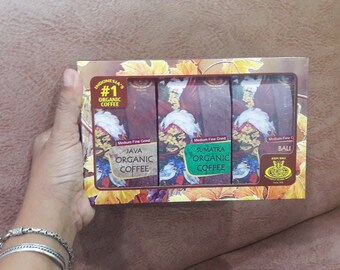 INDONESIA'S
#1
ORGANIC
COFFEE
Medium Fine Grind
JAVA
ORGANIC
COFFEE
Medium Fine Grind
SUMATRA
ORGANIC
COFFEE
Medium Fine
BALI